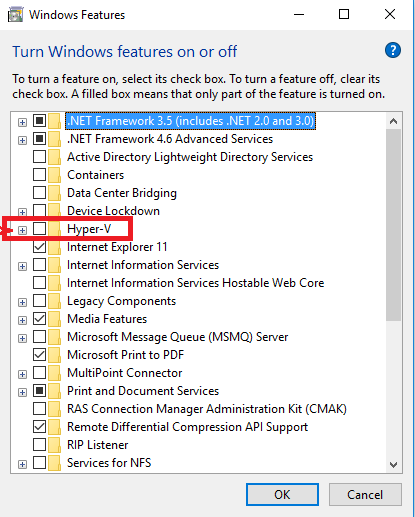 Windows Features
Turn Windows features on or off
?
To turn a feature on, select its check box. To turn a feature off, clear its
check box. A filled box means that only part of the feature is turned on.
.NET Framework 3.5 (includes .NET 2.0 and 3.0)
.NET Framework 4.6 Advanced Services
Active Directory Lightweight Directory Services
Containers
Data Center Bridging
Device Lockdown
Hyper-V
Internet Explorer 11
Internet Information Services
Internet Information Services Hostable Web Core
Legacy Components
Media Features
Microsoft Message Queue (MSMQ) Server
Microsoft Print to PDF
MultiPoint Connector
Print and Document Services
RAS Connection Manager Administration Kit (CMAK)
Remote Differential Compression API Support
RIP Listener
Services for NFS
OK
Cancel